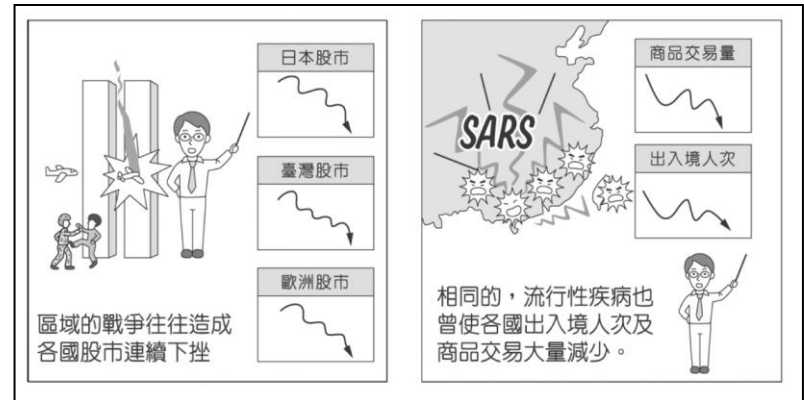 日本股市
臺灣股市
歐洲股市
區域的戰爭往往造成
各國股市連續下挫
SARS
商品交易量
出入境人次
相同的，流行性疾病也
曾使各國出入境人次及
商品交易大量減少。